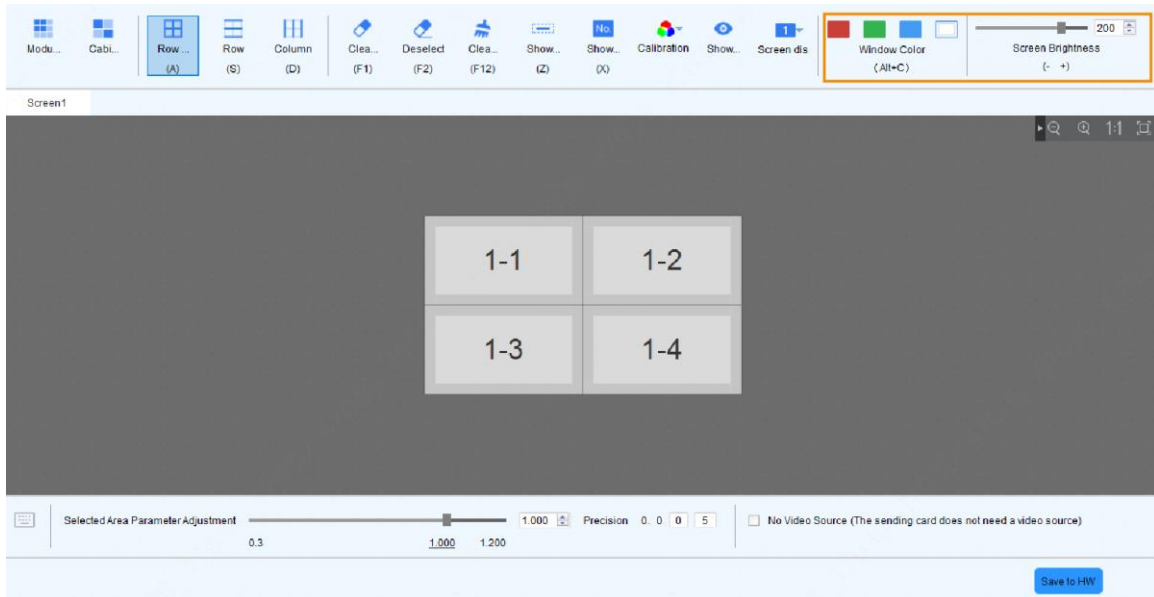 Modu... Cabi... Row ... Row Column Clea... Deselect Clea... Show... No. Show... Calibration Show... 1 Screen dis Window Color 200 Screen Brightness
(A) (S) (D) (F1) (F2) (F12) (Z) (X) (Alt+C) (- +)
Screen1
1:1
1-1 1-2
1-3 1-4
Selected Area Parameter Adjustment 1.000 Precision 0. 0 0 5 No Video Source (The sending card does not need a video source)
0.3 1.000 1.200
Save to HW